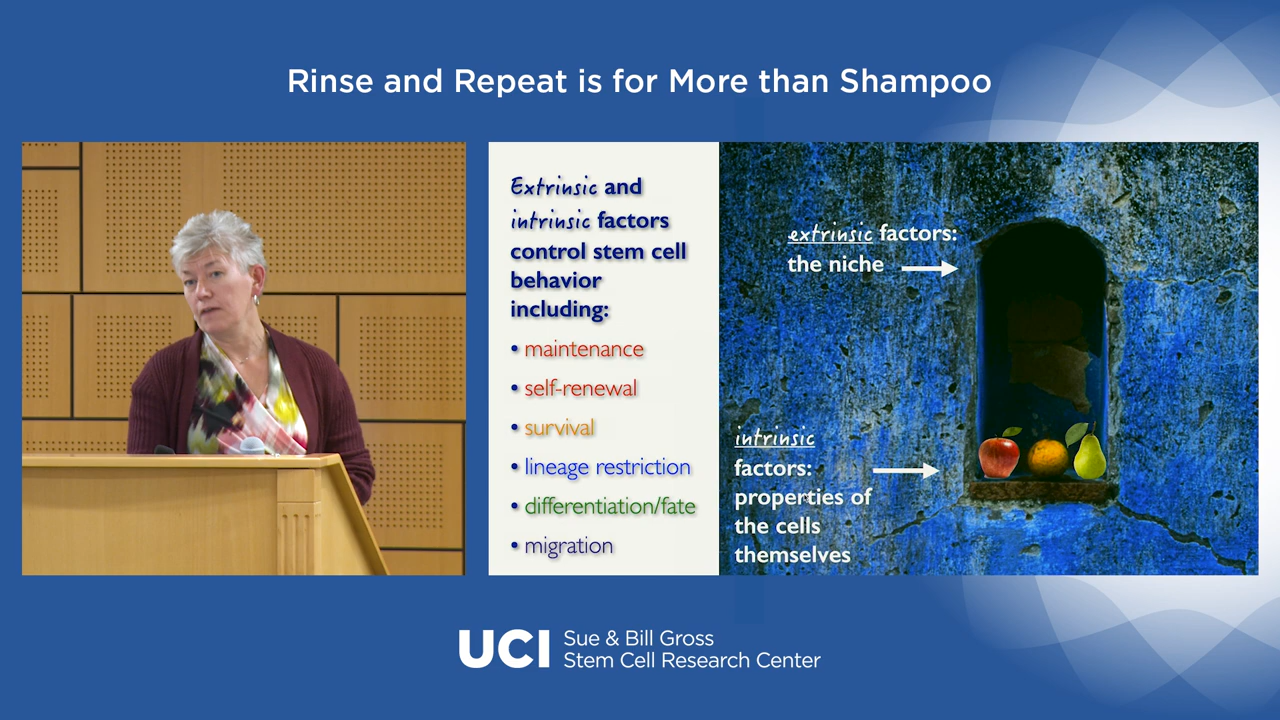 Rinse and Repeat is for More than Shampoo
Extrinsic and
intrinsic factors
control stem cell
behavior
including:
• maintenance
• self-renewal
• survival
• lineage restriction
• differentiation/fate
• migration
extrinsic factors:
the niche
intrinsic
factors:
properties of
the cells
themselves
UCI
Sue & Bill Gross
Stem Cell Research Center